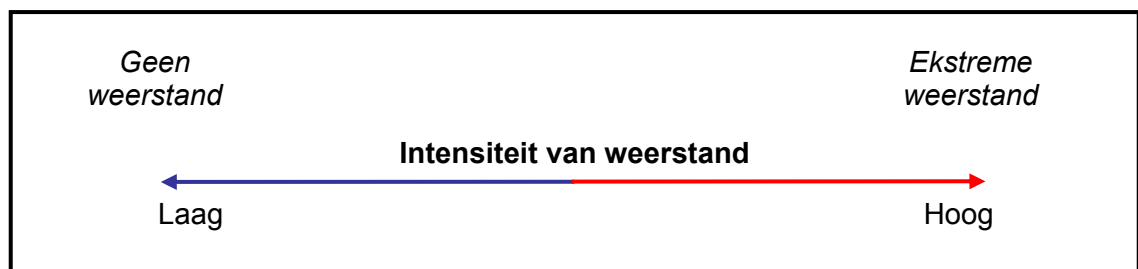 Geen
weerstand
Ekstreme
weerstand
Intensiteit van weerstand
Laag
Hoog